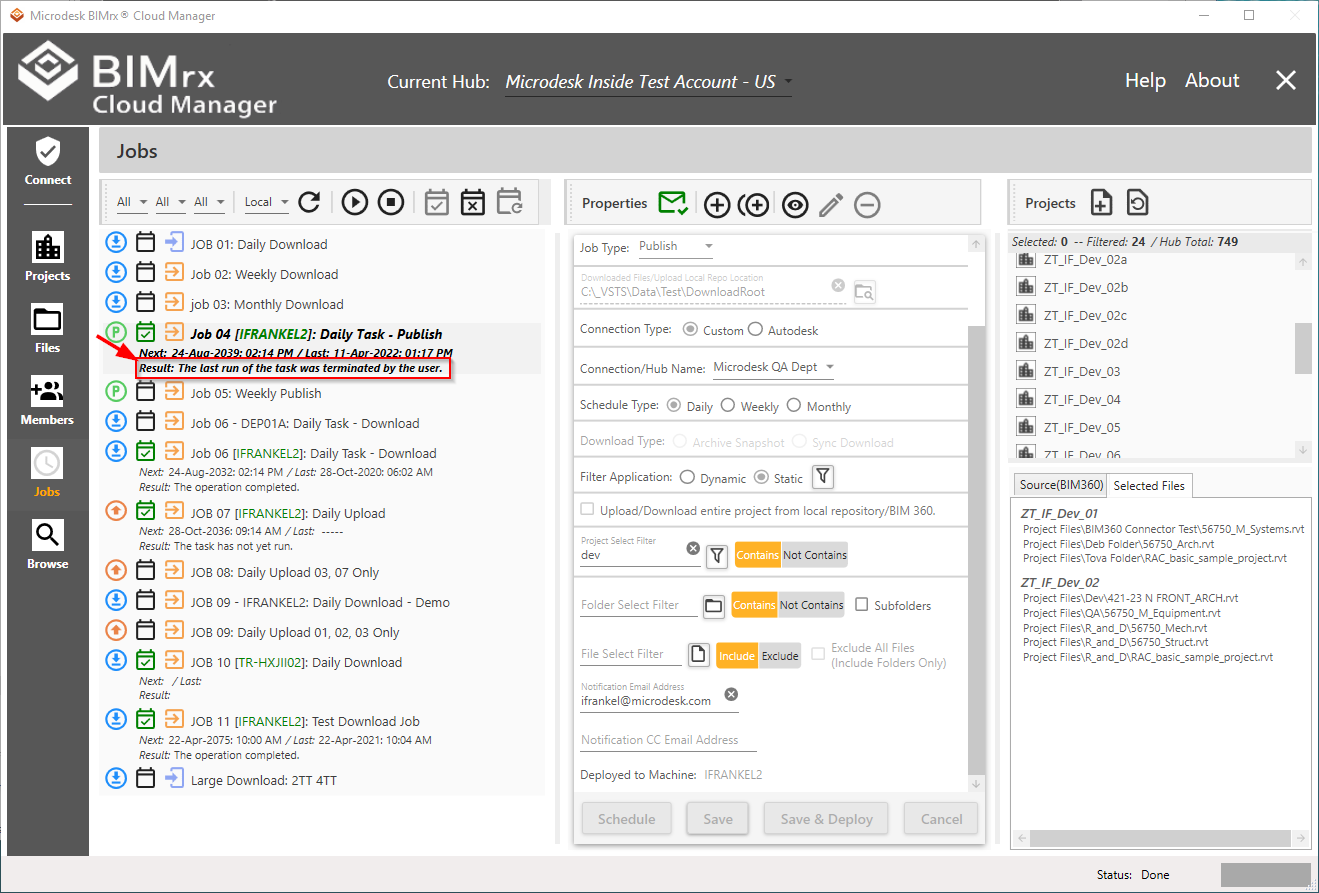 Microdesk BIMrx® Cloud Manager
BIMrx
Cloud Manager
Current Hub: Microdesk Inside Test Account - US
Help About
Connect
Projects
Files
Members
Jobs
Browse
Jobs
All All All Local
JOB 01: Daily Download
Job 02: Weekly Download
job 03: Monthly Download
P Job 04 [IFRANKEL2]: Daily Task - Publish
Next: 24-Aug-2039: 02:14 PM / Last: 11-Apr-2022: 01:17 PM
Result: The last run of the task was terminated by the user.
P Job 05: Weekly Publish
Job 06 - DEP01A: Daily Task - Download
Job 06 [IFRANKEL2]: Daily Task - Download
Next: 24-Aug-2032: 02:14 PM / Last: 28-Oct-2020: 06:02 AM
Result: The operation completed.
JOB 07 [IFRANKEL2]: Daily Upload
Next: 28-Oct-2036: 09:14 AM / Last: -----
Result: The task has not yet run.
JOB 08: Daily Upload 03, 07 Only
JOB 09 - IFRANKEL2: Daily Download - Demo
JOB 09: Daily Upload 01, 02, 03 Only
JOB 10 [TR-HXJII02]: Daily Download
Next: / Last:
Result:
JOB 11 [IFRANKEL2]: Test Download Job
Next: 22-Apr-2075: 10:00 AM / Last: 22-Apr-2021: 10:04 AM
Result: The operation completed.
Large Download: 2TT 4TT
Properties
Job Type: Publish
Downloaded Files/Upload Local Repo Location
C:\_VSTS\Data\Test\DownloadRoot
Connection Type: Custom Autodesk
Connection/Hub Name: Microdesk QA Dept
Schedule Type: Daily Weekly Monthly
Download Type: Archive Snapshot Sync Download
Filter Application: Dynamic Static
Upload/Download entire project from local repository/BIM 360.
Project Select Filter
dev Contains Not Contains
Folder Select Filter Contains Not Contains Subfolders
File Select Filter Include Exclude Exclude All Files
(Include Folders Only)
Notification Email Address
ifrankel@microdesk.com
Notification CC Email Address
Deployed to Machine: IFRANKEL2
Schedule Save Save & Deploy Cancel
Projects
Selected: 0 -- Filtered: 24 / Hub Total: 749
ZT_IF_Dev_02a
ZT_IF_Dev_02b
ZT_IF_Dev_02c
ZT_IF_Dev_02d
ZT_IF_Dev_03
ZT_IF_Dev_04
ZT_IF_Dev_05
ZT_IF_Dev_06
Source(BIM360) Selected Files
ZT_IF_Dev_01
Project Files\BIM360 Connector Test\56750_M_Systems.rvt
Project Files\Deb Folder\56750_Arch.rvt
Project Files\Tova Folder\RAC_basic_sample_project.rvt
ZT_IF_Dev_02
Project Files\Dev\421-23 N FRONT_ARCH.rvt
Project Files\QA\56750_M_Equipment.rvt
Project Files\R_and_D\56750_Mech.rvt
Project Files\R_and_D\56750_Struct.rvt
Project Files\R_and_D\RAC_basic_sample_project.rvt
Status: Done